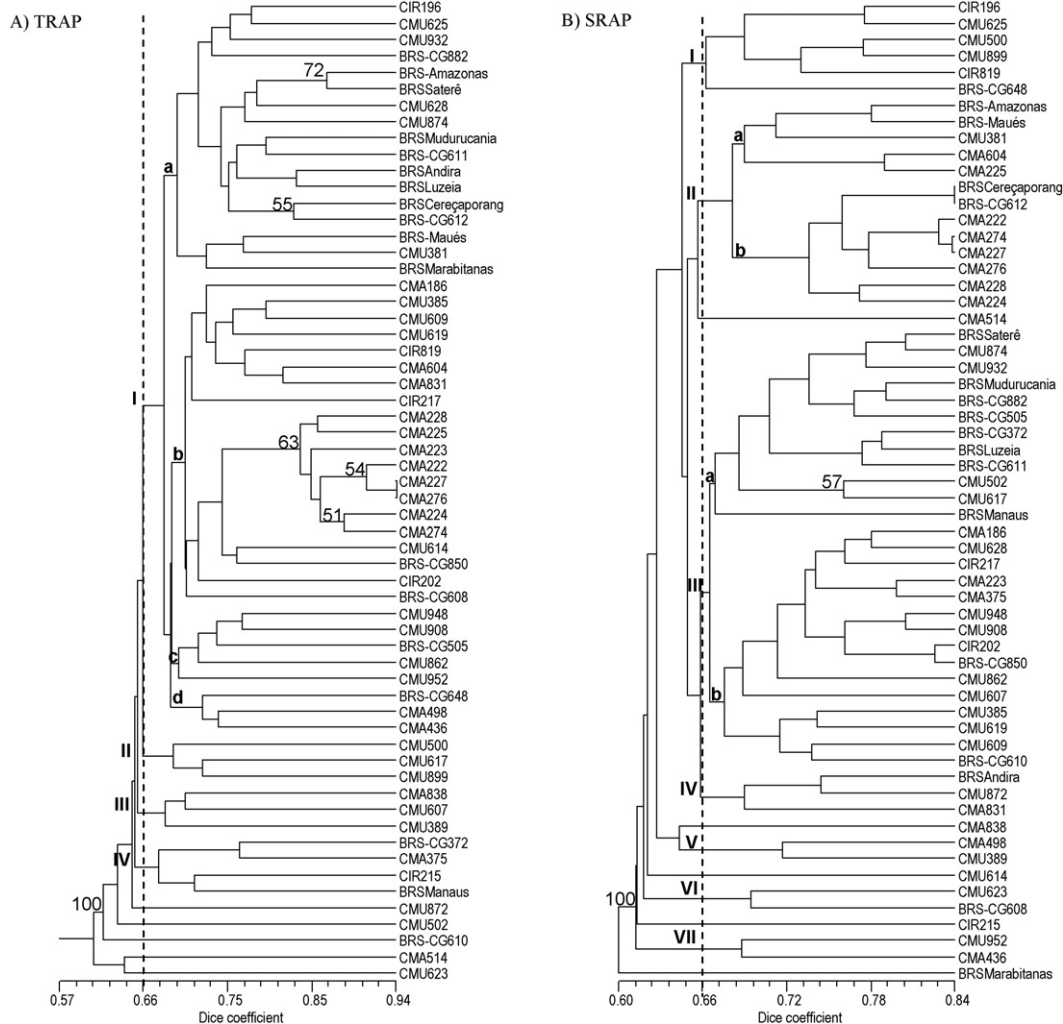 A) TRAP
CIR196
CMU625
CMU932
BRS-CG882
72
BRS-Amazonas
BRSSaterê
CMU628
CMU874
BRSMudurucania
BRS-CG611
a
BRSAndira
BRSLuzeia
55
BRSCereçaporang
BRS-CG612
BRS-Maués
CMU381
BRSMarabitanas
CMA186
CMU385
CMU609
CMU619
CIR819
CMA604
CMA831
I
CIR217
CMA228
CMA225
63
CMA223
b
54
CMA222
CMA227
CMA276
51
CMA224
CMA274
CMU614
BRS-CG850
CIR202
BRS-CG608
CMU948
CMU908
BRS-CG505
c
CMU862
CMU952
d
BRS-CG648
CMA498
CMA436
II
CMU500
CMU617
CMU899
III
CMA838
CMU607
CMU389
BRS-CG372
IV
CMA375
CIR215
BRSManaus
100
CMU872
CMU502
BRS-CG610
CMA514
CMU623
0.57 0.66 0.75 0.85 0.94
Dice coefficient
B) SRAP
CIR196
CMU625
CMU500
I
CMU899
CIR819
BRS-CG648
BRS-Amazonas
BRS-Maués
a
CMU381
CMA604
CMA225
II
BRSCereçaporang
BRS-CG612
CMA222
CMA274
b
CMA227
CMA276
CMA228
CMA224
CMA514
BRSSaterê
CMU874
CMU932
BRSMudurucania
BRS-CG882
BRS-CG505
BRS-CG372
BRSLuzeia
BRS-CG611
a
57
CMU502
CMU617
BRSManaus
CMA186
CMU628
CIR217
III
CMA223
CMA375
CMU948
CMU908
CIR202
BRS-CG850
CMU862
b
CMU607
CMU385
CMU619
CMU609
BRS-CG610
BRSAndira
IV
CMU872
CMA831
CMA838
V
CMA498
CMU389
CMU614
VI
CMU623
100
BRS-CG608
CIR215
VII
CMU952
CMA436
BRSMarabitanas
0.60 0.66 0.72 0.78 0.84
Dice coefficient